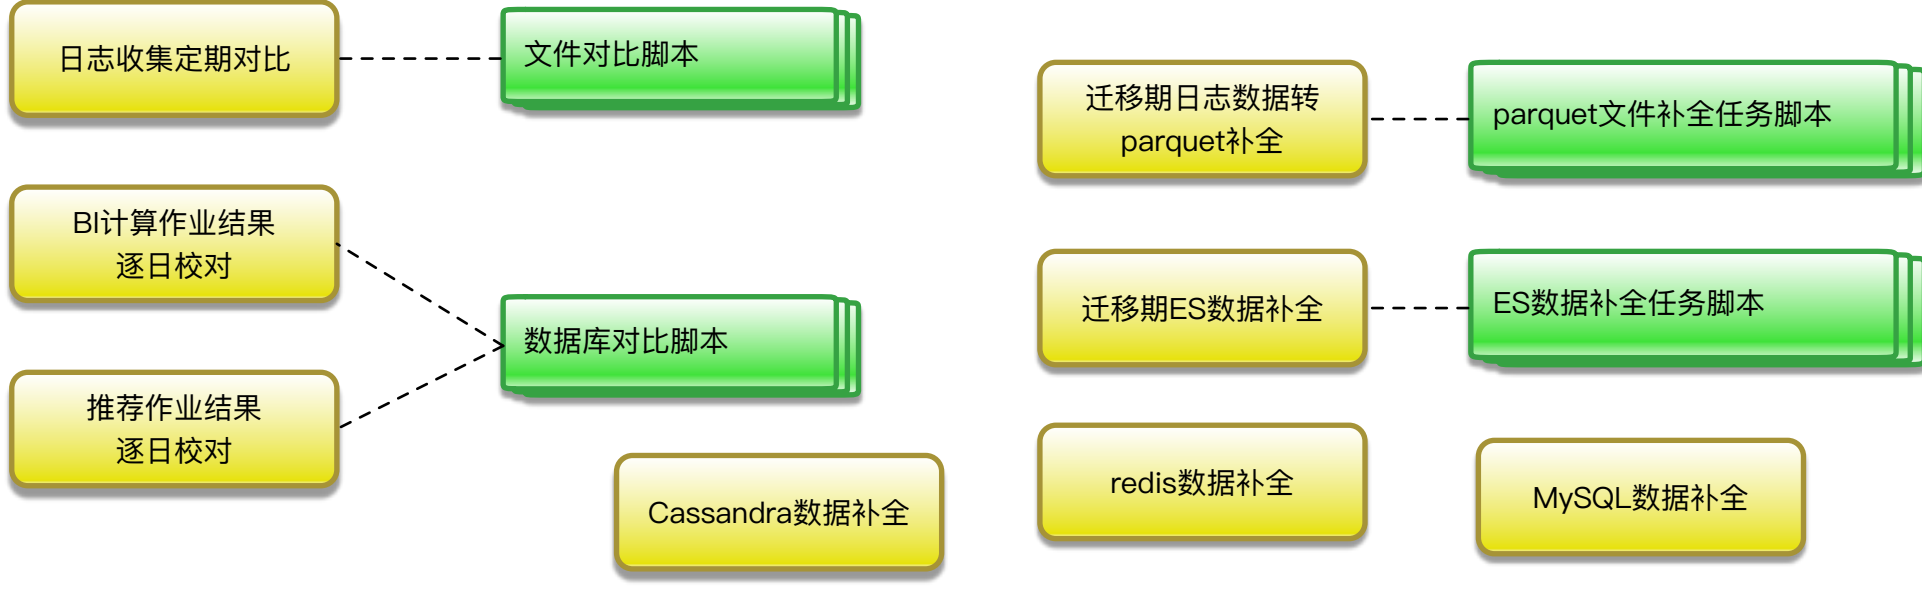 日志收集定期对比
文件对比脚本
迁移期日志数据转
parquet补全
parquet文件补全任务脚本
BI计算作业结果
逐日校对
数据库对比脚本
迁移期ES数据补全
ES数据补全任务脚本
推荐作业结果
逐日校对
Cassandra数据补全
redis数据补全
MySQL数据补全